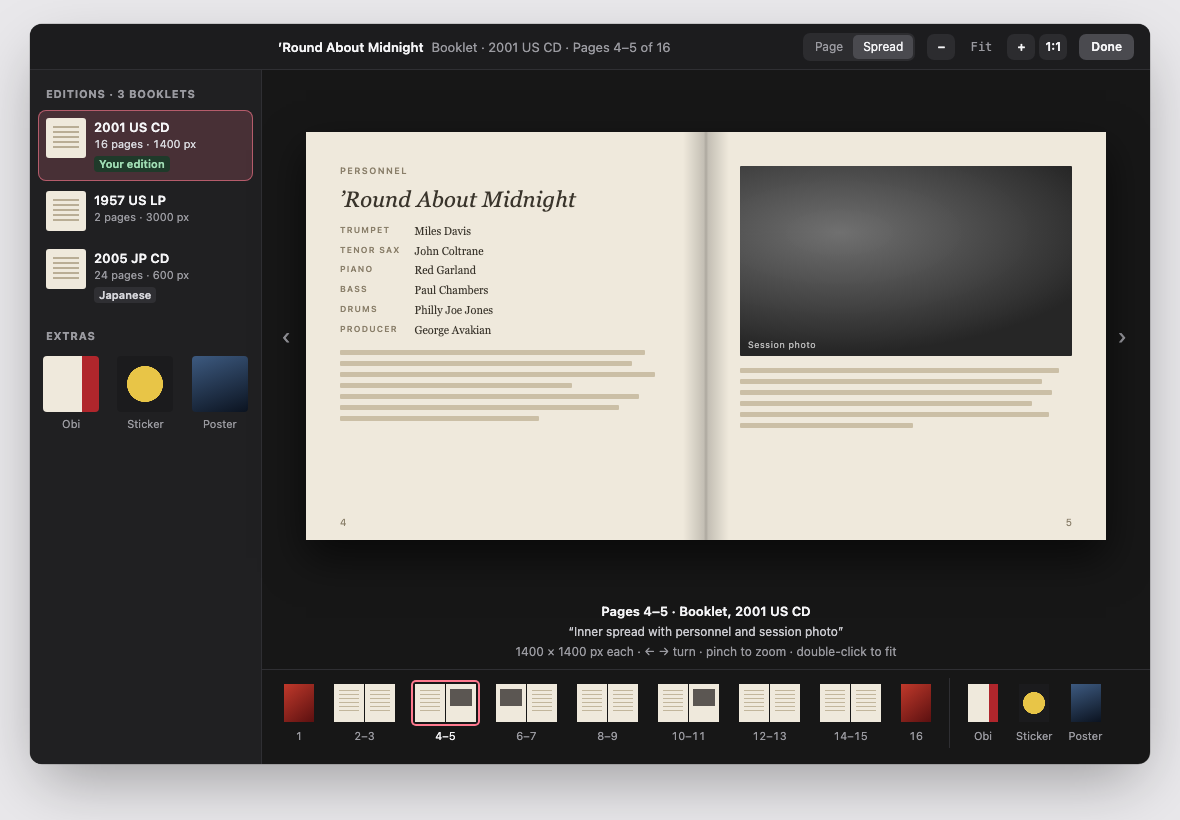 ’Round About Midnight Booklet · 2001 US CD · Pages 4–5 of 16
Page Spread − Fit + 1:1 Done
EDITIONS · 3 BOOKLETS
2001 US CD
16 pages · 1400 px
Your edition
1957 US LP
2 pages · 3000 px
2005 JP CD
24 pages · 600 px
Japanese
EXTRAS
Obi Sticker Poster
‹
PERSONNEL
’Round About Midnight
TRUMPET Miles Davis
TENOR SAX John Coltrane
PIANO Red Garland
BASS Paul Chambers
DRUMS Philly Joe Jones
PRODUCER George Avakian
4
Session photo
5
›
Pages 4–5 · Booklet, 2001 US CD
“Inner spread with personnel and session photo”
1400 × 1400 px each · ← → turn · pinch to zoom · double-click to fit
1 2–3 4–5 6–7 8–9 10–11 12–13 14–15 16 Obi Sticker Poster